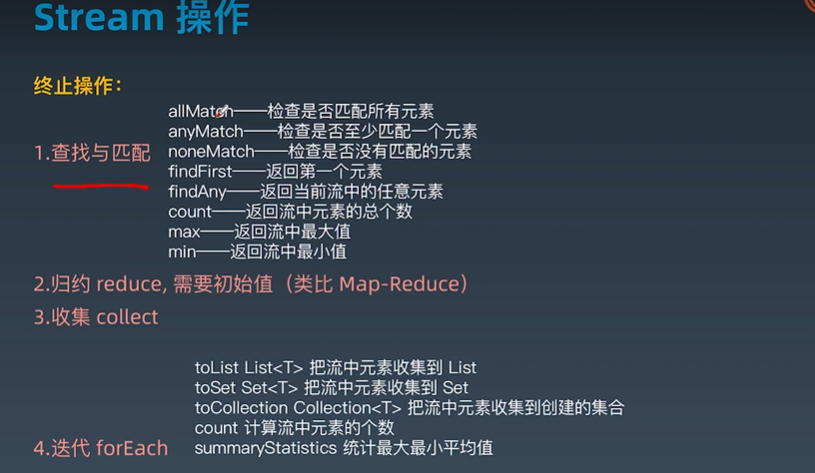 Stream 操作
终止操作：
allMatch——检查是否匹配所有元素
anyMatch——检查是否至少匹配一个元素
1.查找与匹配
noneMatch——检查是否没有匹配的元素
findFirst——返回第一个元素
findAny——返回当前流中的任意元素
count——返回流中元素的总个数
max——返回流中最大值
min——返回流中最小值
2.归约 reduce, 需要初始值（类比 Map-Reduce）
3.收集 collect
toList List<T> 把流中元素收集到 List
toSet Set<T> 把流中元素收集到 Set
toCollection Collection<T> 把流中元素收集到创建的集合
count 计算流中元素的个数
summaryStatistics 统计最大最小平均值
4.迭代 forEach